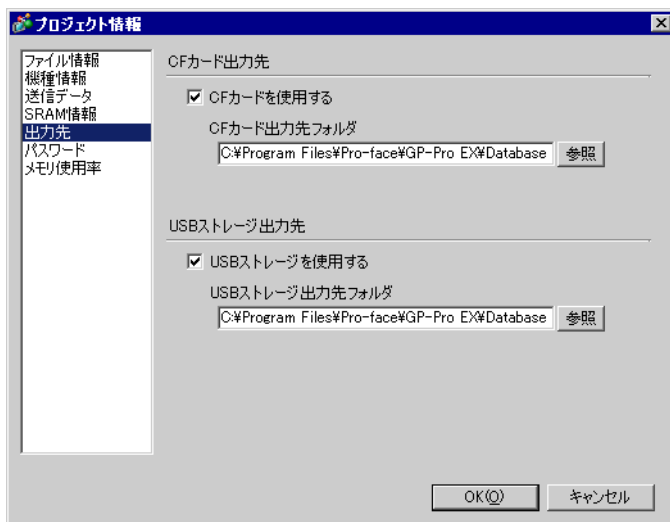 プロジェクト情報
ファイル情報
機種情報
送信データ
SRAM情報
出力先
パスワード
メモリ使用率
CFカード出力先
CFカードを使用する
CFカード出力先フォルダ
C:¥Program Files¥Pro-face¥GP-Pro EX¥Database 参照
USBストレージ出力先
USBストレージを使用する
USBストレージ出力先フォルダ
C:¥Program Files¥Pro-face¥GP-Pro EX¥Database 参照
OK(O) キャンセル